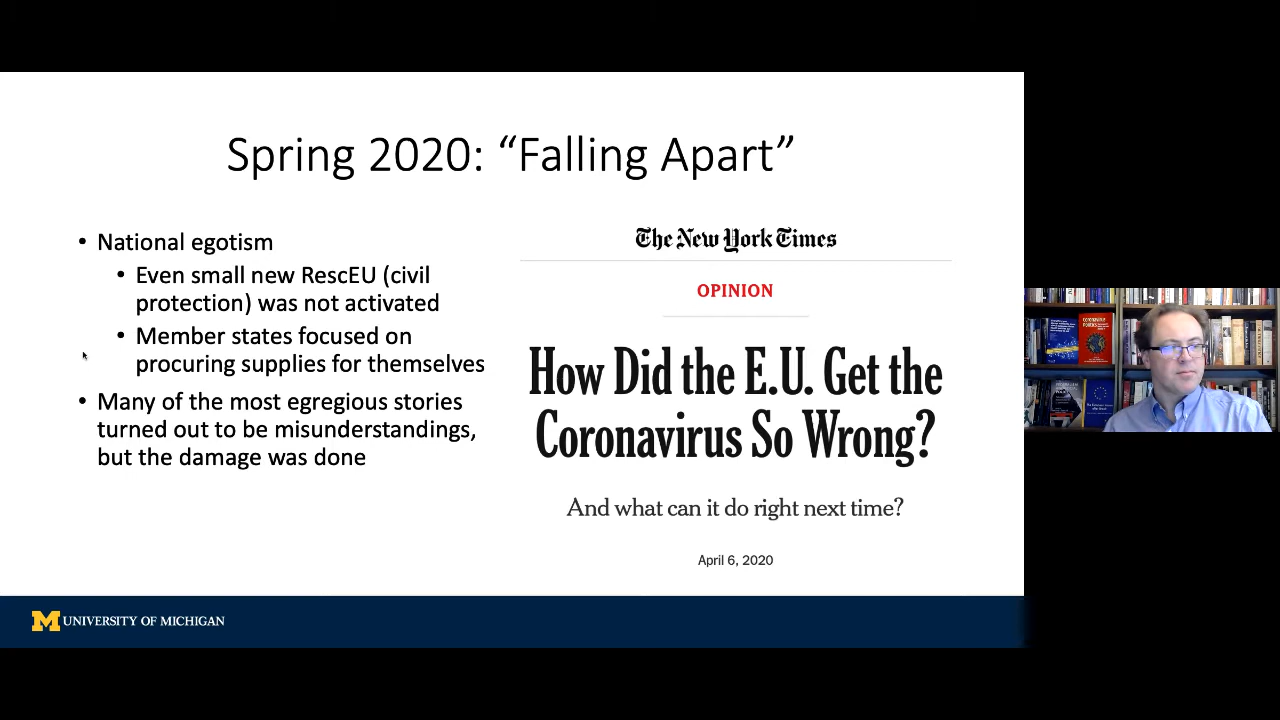 Spring 2020: “Falling Apart”
• National egotism
• Even small new RescEU (civil
protection) was not activated
• Member states focused on
procuring supplies for themselves
• Many of the most egregious stories
turned out to be misunderstandings,
but the damage was done
The New York Times
OPINION
How Did the E.U. Get the
Coronavirus So Wrong?
And what can it do right next time?
April 6, 2020
M UNIVERSITY OF MICHIGAN